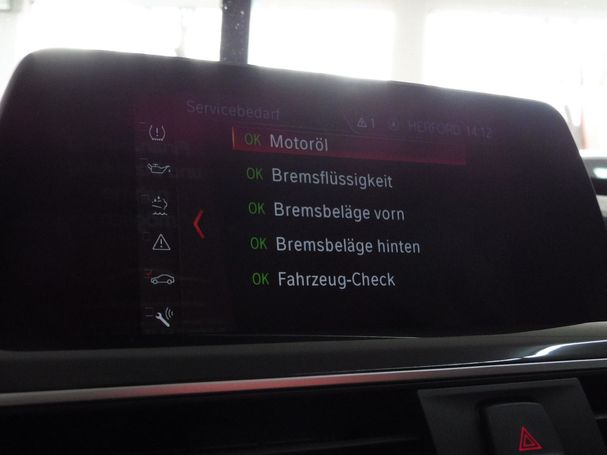 Servicebedarf
1 HERFORD 14:12
OK Motoröl
OK Bremsflüssigkeit
OK Bremsbeläge vorn
OK Bremsbeläge hinten
OK Fahrzeug-Check